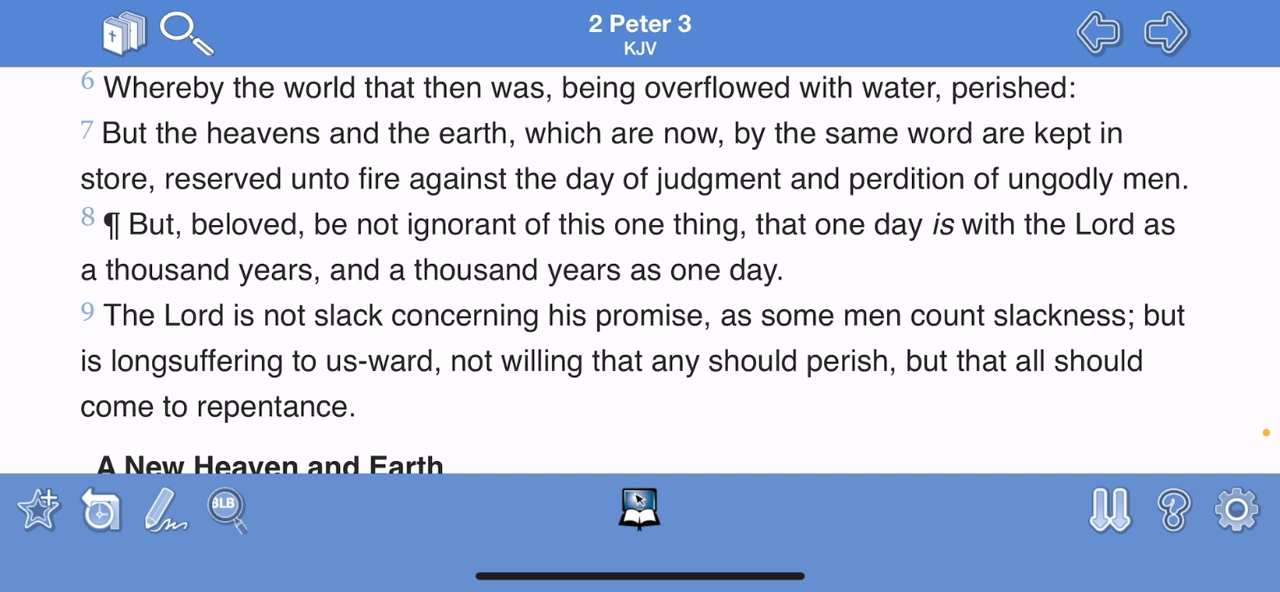 2 Peter 3
KJV
6 Whereby the world that then was, being overflowed with water, perished:
7 But the heavens and the earth, which are now, by the same word are kept in
store, reserved unto fire against the day of judgment and perdition of ungodly men.
8 ¶ But, beloved, be not ignorant of this one thing, that one day is with the Lord as
a thousand years, and a thousand years as one day.
9 The Lord is not slack concerning his promise, as some men count slackness; but
is longsuffering to us-ward, not willing that any should perish, but that all should
come to repentance.
A New Heaven and Earth
BLB